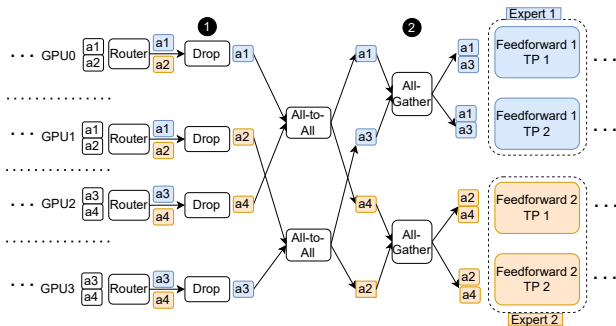 1
2
Expert 1
... GPU0
a1
a2
Router
a1
a2
Drop
a1
a1
All-
Gather
a1
a3
Feedforward 1
TP 1
...
All-to-
All
a1
a3
Feedforward 1
TP 2
... GPU1
a1
a2
Router
a1
a2
Drop
a2
a3
... GPU2
a3
a4
Router
a3
a4
Drop
a4
a4
a2
a4
Feedforward 2
TP 1
...
All-to-
All
All-
Gather
... GPU3
a3
a4
Router
a3
a4
Drop
a3
a2
a2
a4
Feedforward 2
TP 2
Expert 2